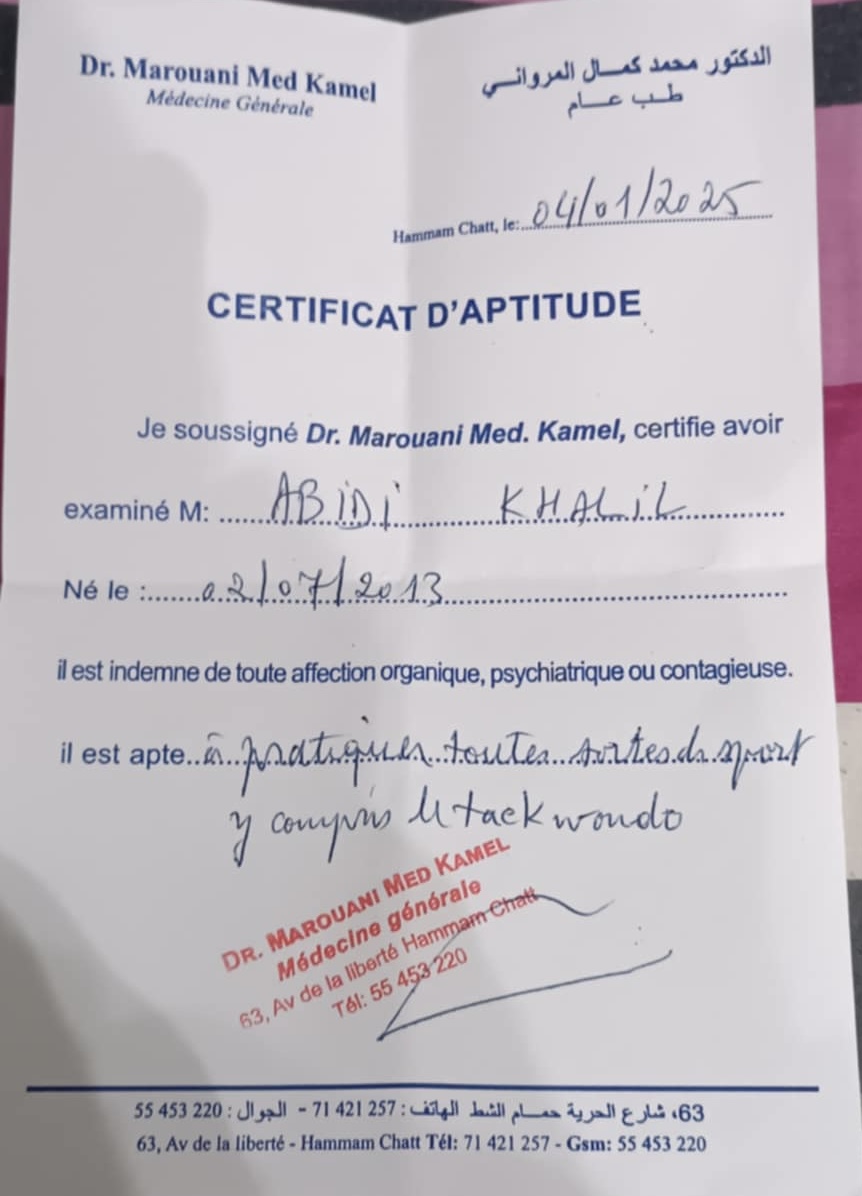 Dr. Marouani Med Kamel
Médecine Générale
الدكتور محمد كمال المرواني
طب عام
Hammam Chatt, le: 04/01/2025
CERTIFICAT D'APTITUDE
Je soussigné Dr. Marouani Med. Kamel, certifie avoir
examiné M: ABiDi KHALiL
Né le : 02/07/2013
il est indemne de toute affection organique, psychiatrique ou contagieuse.
il est apte à pratiquer toutes sortes de sport
y compris le taekwondo
DR. MAROUANI MED KAMEL
Médecine générale
63, Av de la liberté Hammam Chatt
Tél: 55 453 220
63، شارع الحرية حمام الشط الهاتف : 257 421 71 - الجوال : 220 453 55
63, Av de la liberté - Hammam Chatt Tél: 71 421 257 - Gsm: 55 453 220